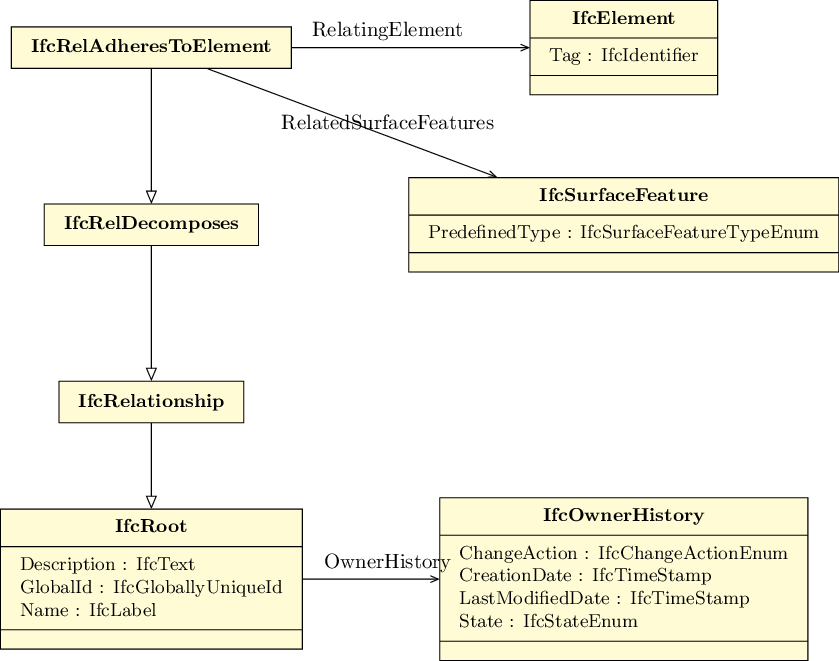 IfcRelAdheresToElement
RelatingElement
IfcElement
Tag : IfcIdentifier
RelatedSurfaceFeatures
IfcSurfaceFeature
PredefinedType : IfcSurfaceFeatureTypeEnum
IfcRelDecomposes
IfcRelationship
IfcRoot
Description : IfcText
GlobalId : IfcGloballyUniqueId
Name : IfcLabel
OwnerHistory
IfcOwnerHistory
ChangeAction : IfcChangeActionEnum
CreationDate : IfcTimeStamp
LastModifiedDate : IfcTimeStamp
State : IfcStateEnum